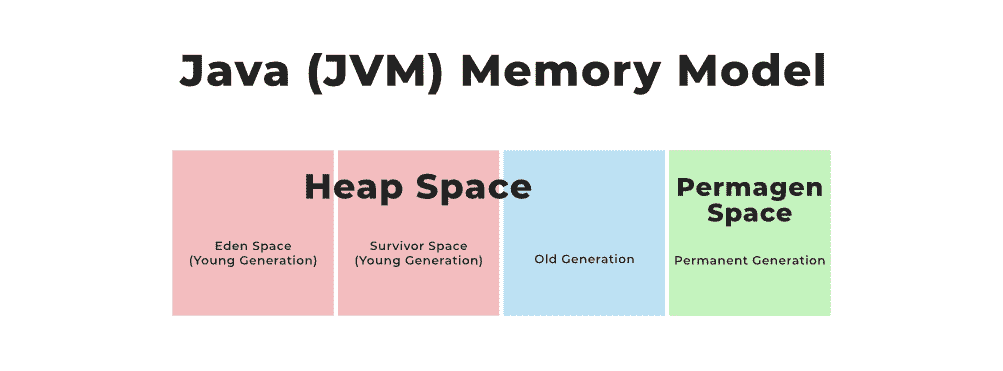 Java (JVM) Memory Model
Heap Space
Permagen
Space
Eden Space
(Young Generation)
Survivor Space
(Young Generation)
Old Generation
Permanent Generation